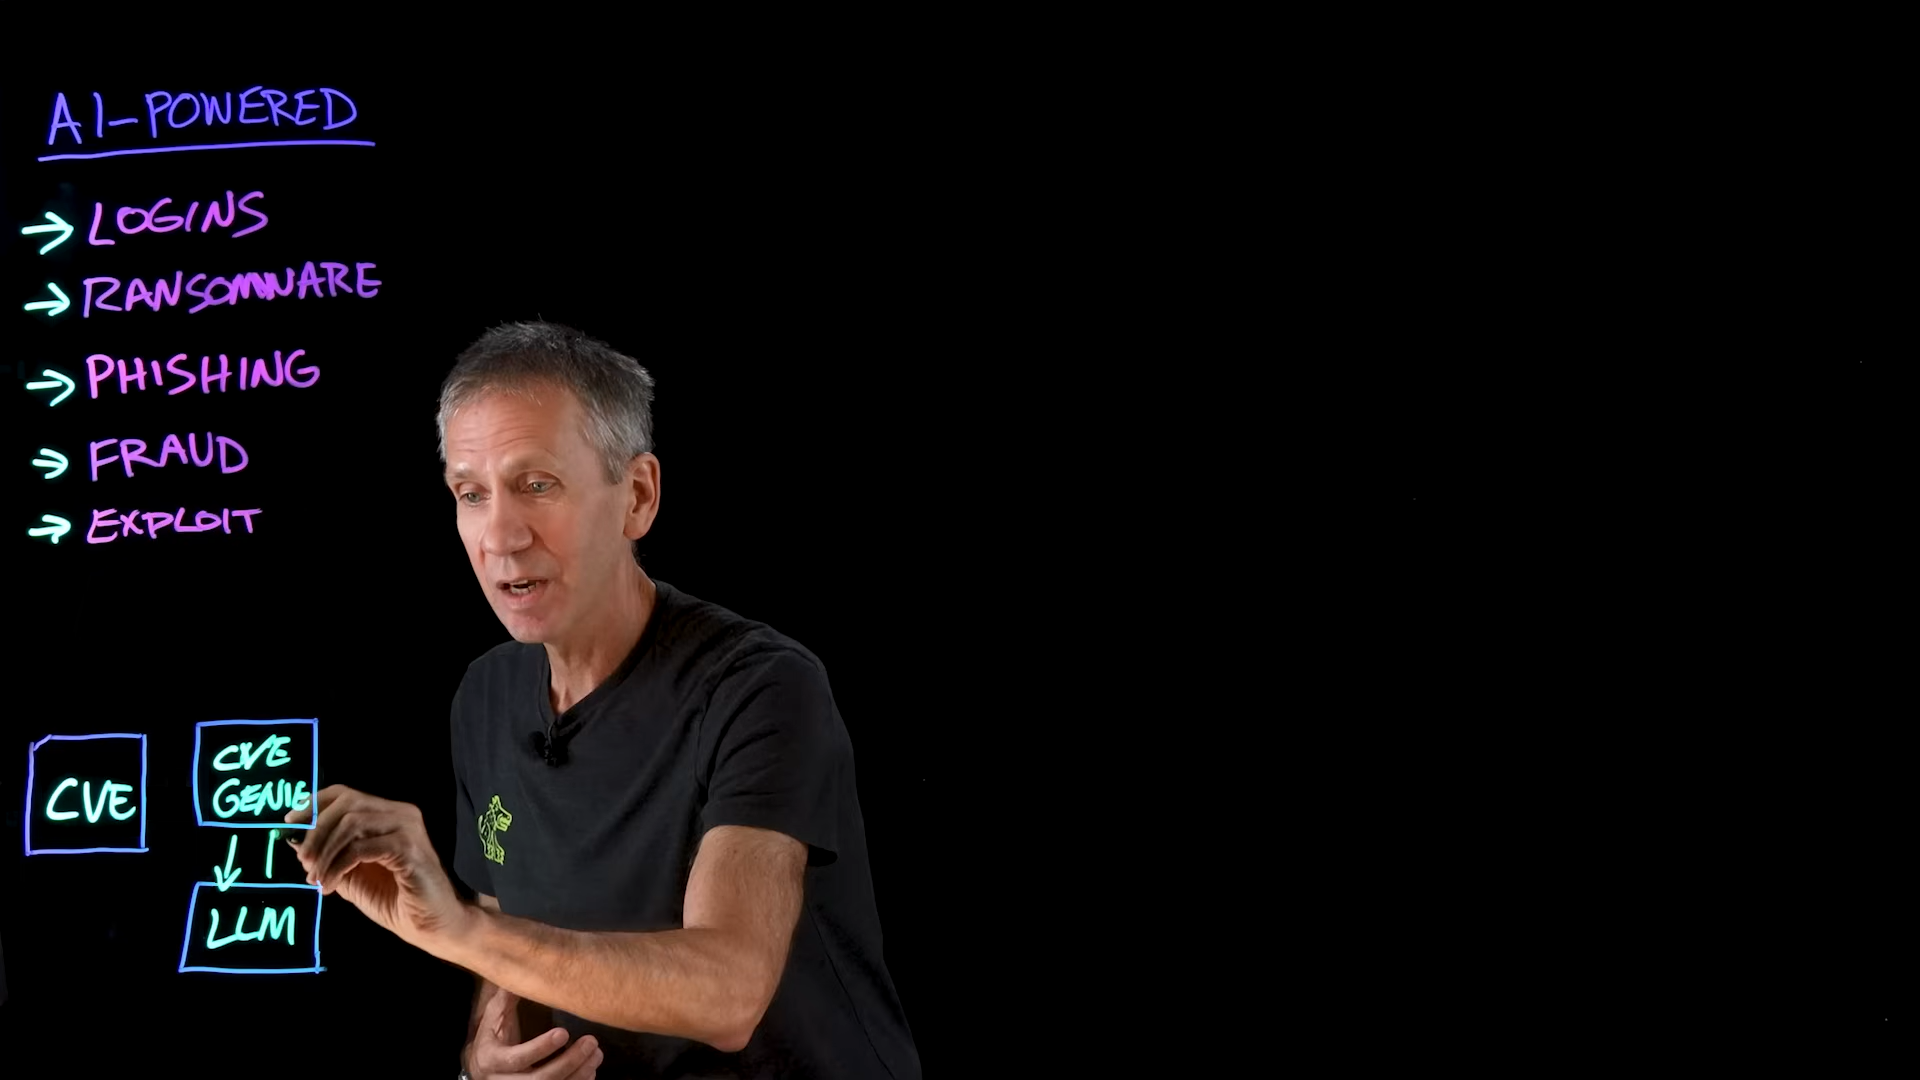 AI-POWERED
→ LOGINS
→ RANSOMWARE
→ PHISHING
→ FRAUD
→ EXPLOIT
CVE
CVE
GENIE
LLM